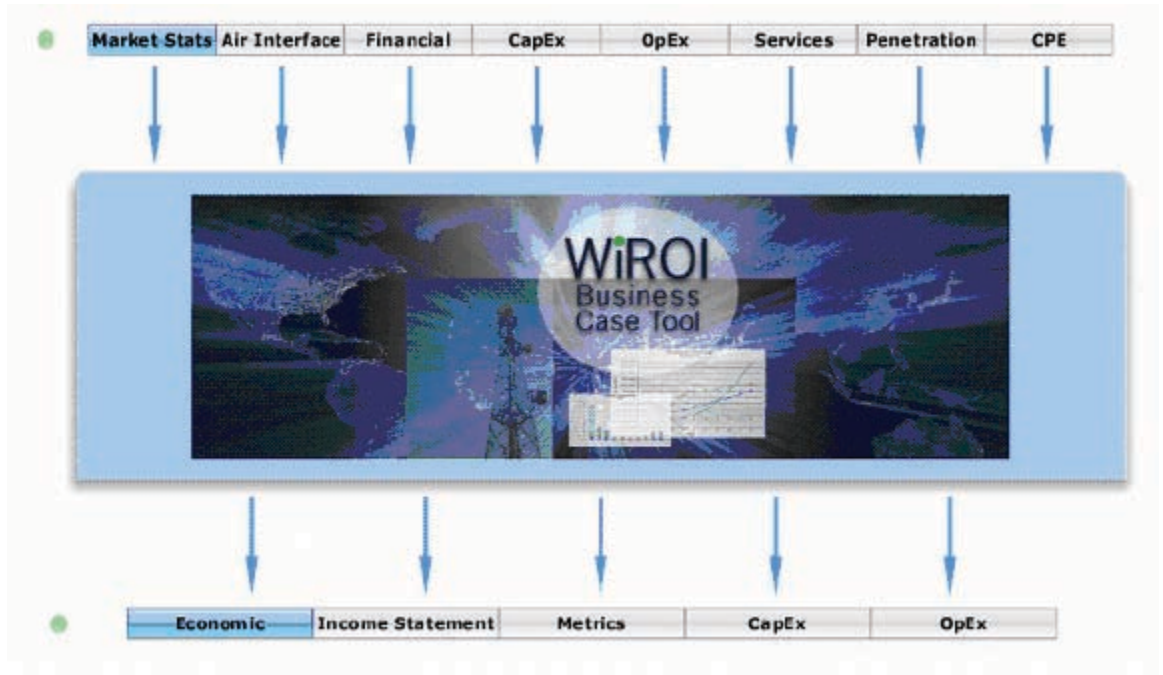 Market Stats Air Interface Financial CapEx OpEx Services Penetration CPE
WiROI
Business
Case Tool
Economic Income Statement Metrics CapEx OpEx